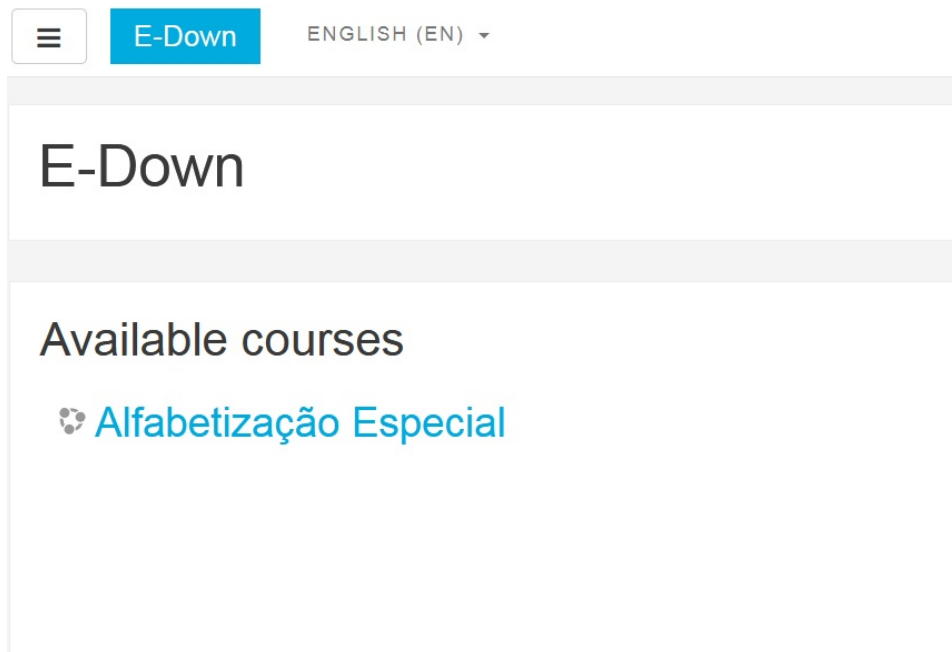 E-Down ENGLISH (EN)
E-Down
Available courses
Alfabetização Especial